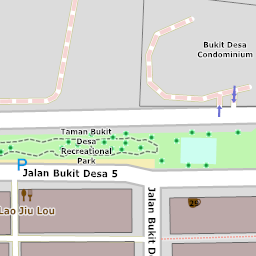 Bukit Desa
Condominium
Taman Bukit
Desa
Recreational
Park
P
Jalan Bukit Desa 5
Lao Jiu Lou
Jalan Bukit D